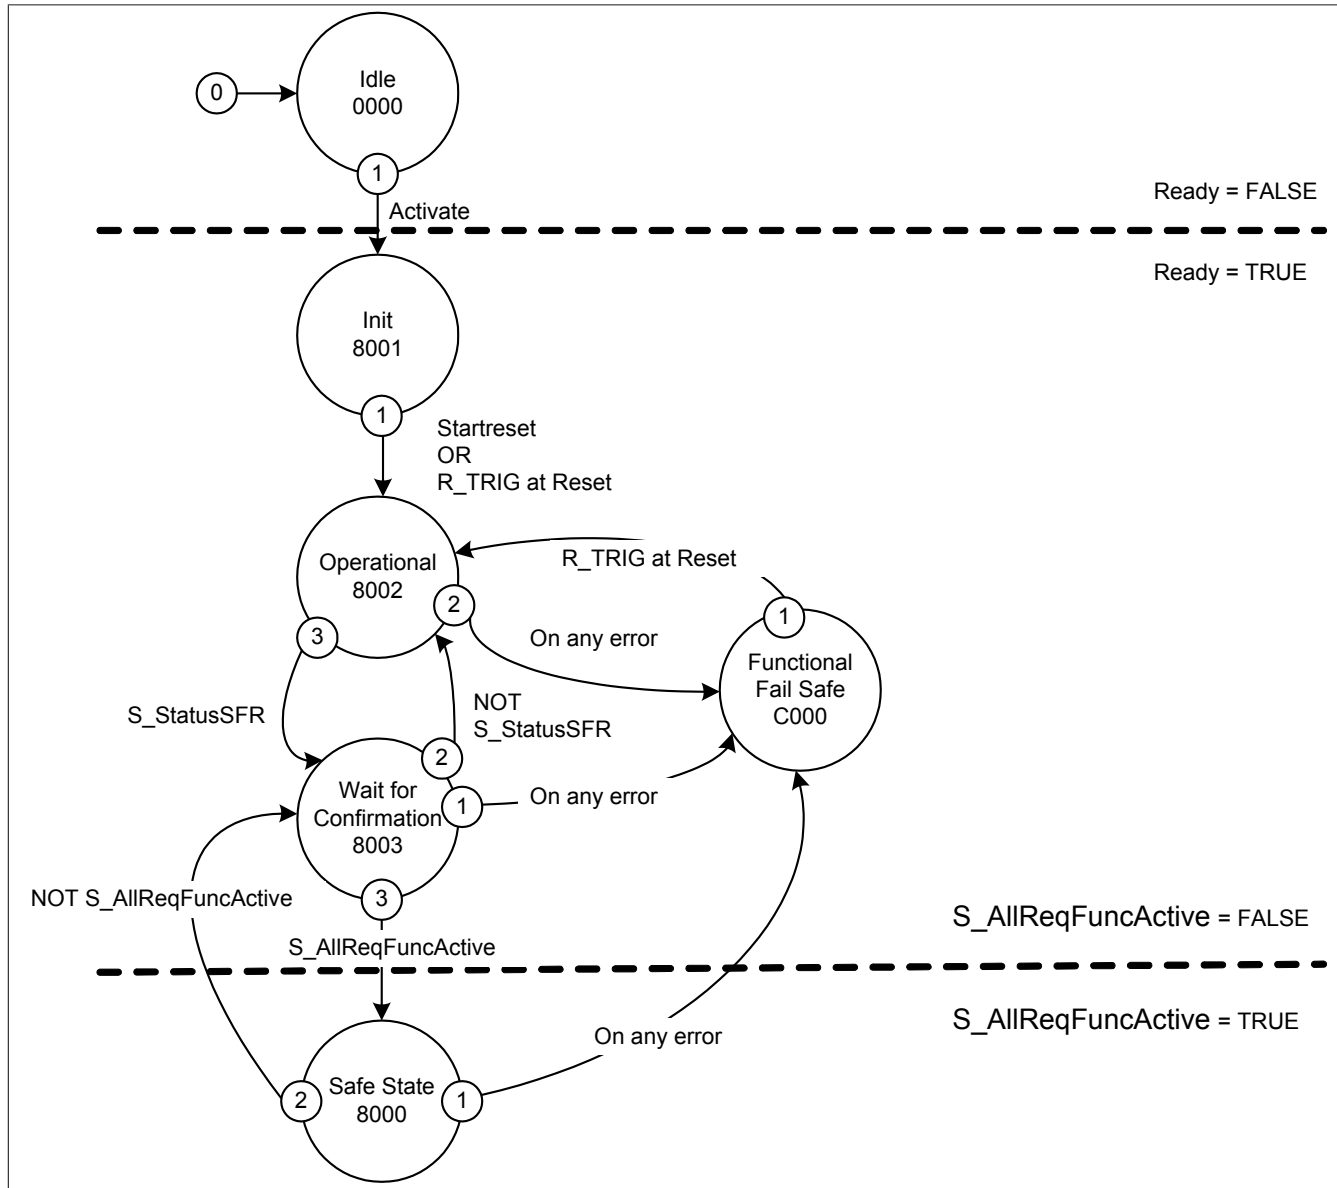 Idle
0000
0
1
Activate
Ready = FALSE
Ready = TRUE
Init
8001
1
Startreset
OR
R_TRIG at Reset
Operational
8002
R_TRIG at Reset
2
3
On any error
1
Functional
Fail Safe
C000
S_StatusSFR
NOT
S_StatusSFR
2
1
Wait for
Confirmation
8003
On any error
3
NOT S_AllReqFuncActive
S_AllReqFuncActive
S_AllReqFuncActive = FALSE
S_AllReqFuncActive = TRUE
On any error
Safe State
8000
2
1